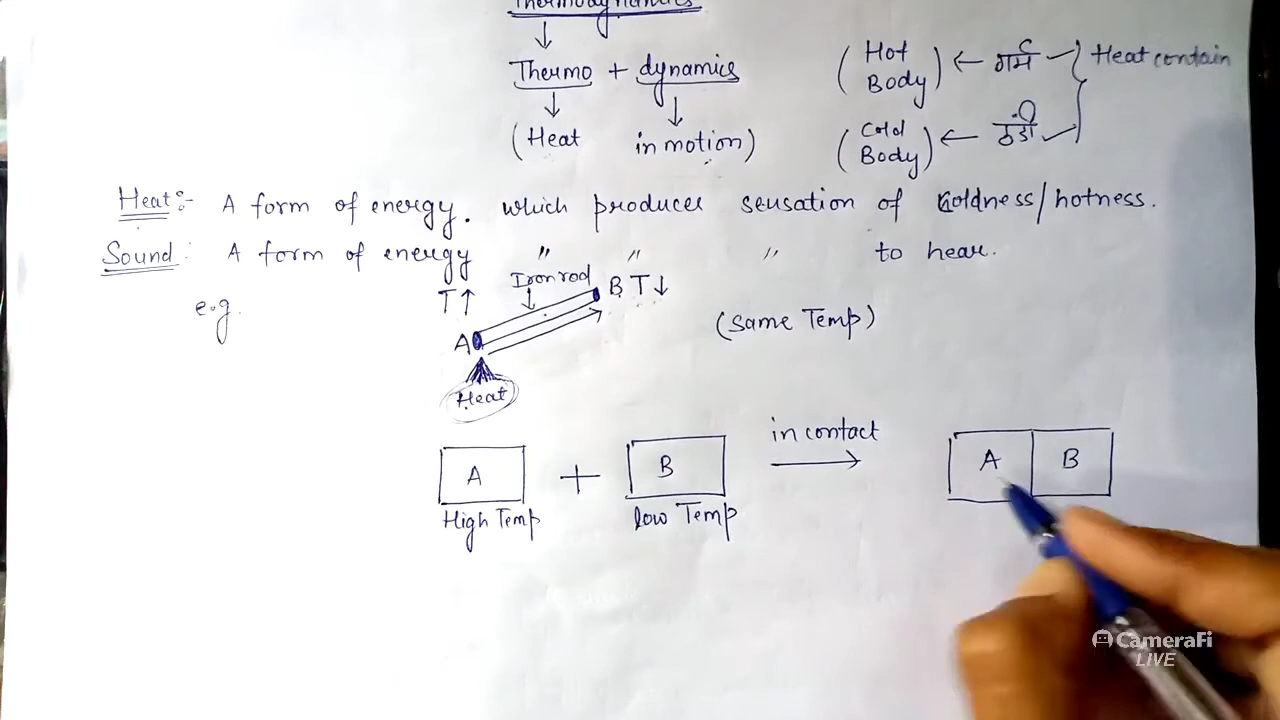 Thermodynamics
Thermo + dynamics
(Heat in motion)
(Hot Body) ← गर्म
Heat contain
(Cold Body) ← ठंडी
Heat:- A form of energy. which produces sensation of Coldness/hotness.
Sound: A form of energy " " " to hear.
e.g.
T↑ Iron rod B T↓
A
(Same Temp)
Heat
A + B in contact → A B
High Temp low Temp
CameraFi
LIVE